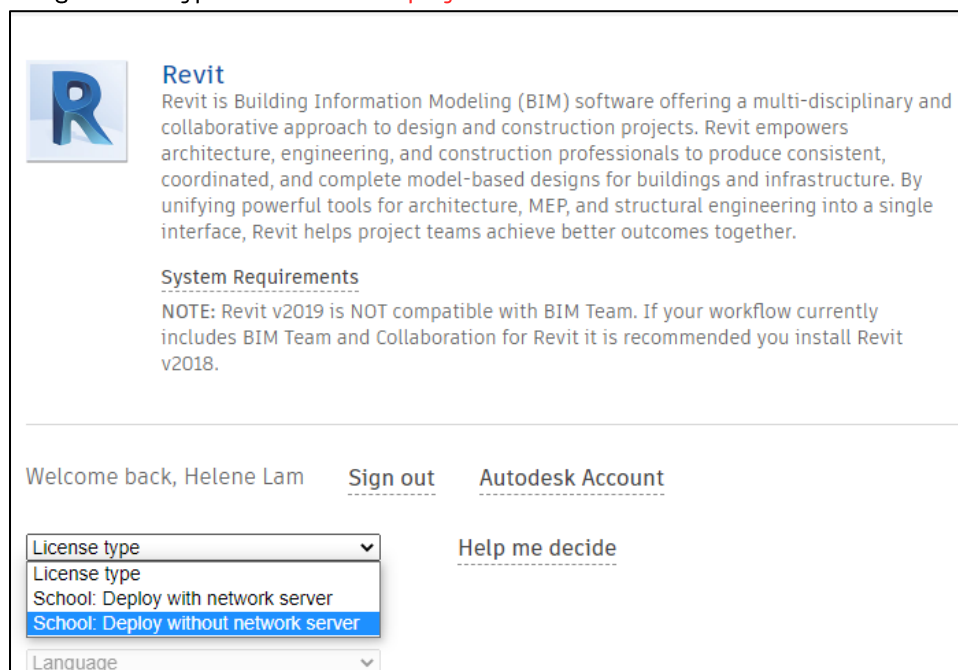 Revit
Revit is Building Information Modeling (BIM) software offering a multi-disciplinary and
collaborative approach to design and construction projects. Revit empowers
architecture, engineering, and construction professionals to produce consistent,
coordinated, and complete model-based designs for buildings and infrastructure. By
unifying powerful tools for architecture, MEP, and structural engineering into a single
interface, Revit helps project teams achieve better outcomes together.
System Requirements
NOTE: Revit v2019 is NOT compatible with BIM Team. If your workflow currently
includes BIM Team and Collaboration for Revit it is recommended you install Revit
v2018.
Welcome back, Helene Lam Sign out Autodesk Account
License type Help me decide
License type
School: Deploy with network server
School: Deploy without network server
Language